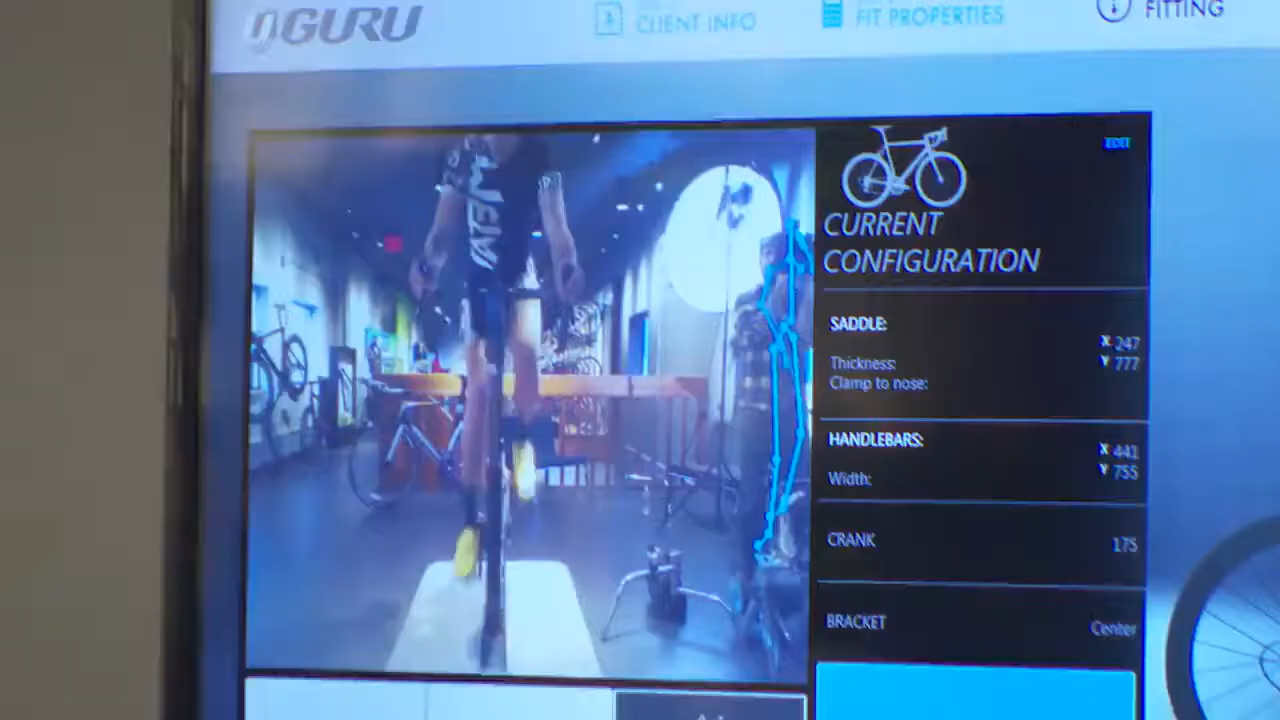 GURU
CLIENT INFO
FIT PROPERTIES
FITTING
EDIT
CURRENT
CONFIGURATION
SADDLE:
X 247
Y 777
Thickness:
Clamp to nose:
HANDLEBARS:
X 441
Y 755
Width:
CRANK 175
BRACKET Center